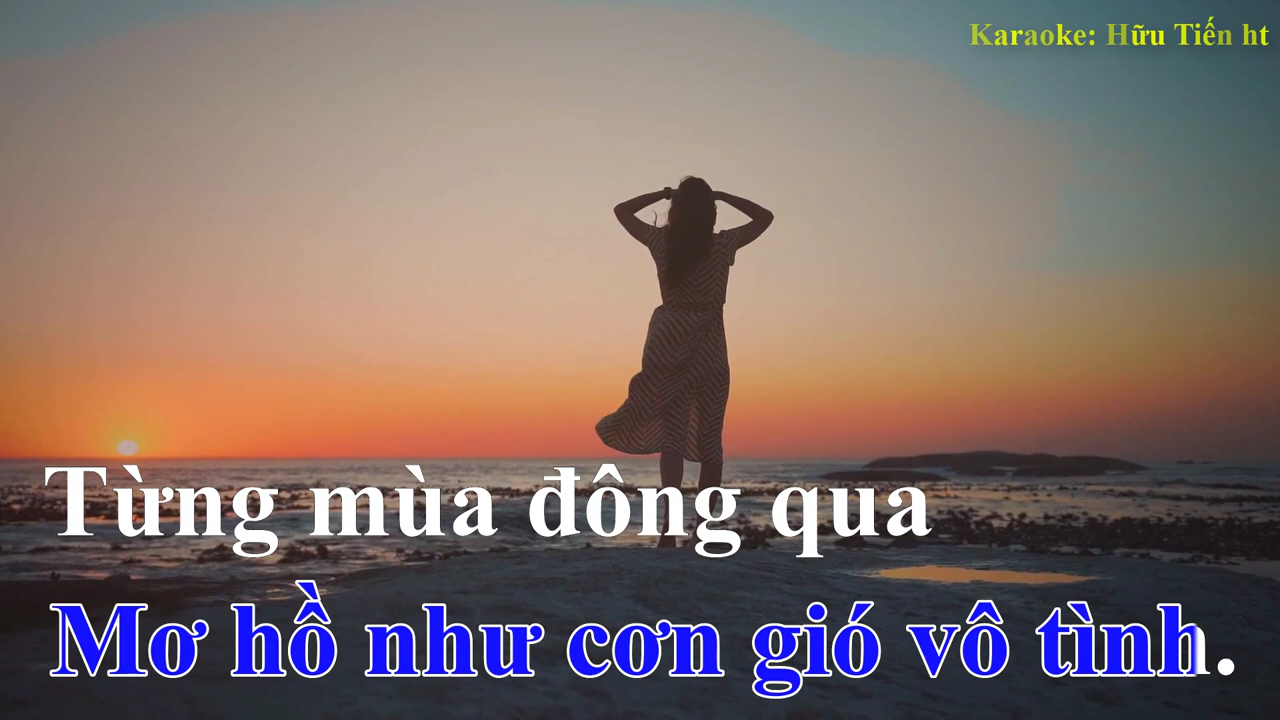 Karaoke: Hữu Tiến ht
Từng mùa đông qua
Mơ hồ như cơn gió vô tình.